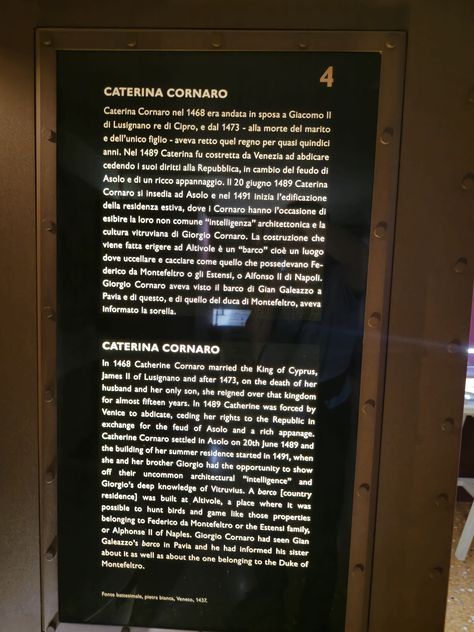 4
CATERINA CORNARO
Caterina Cornaro nel 1468 era andata in sposa a Giacomo II
di Lusignano re di Cipro, e dal 1473 - alla morte del marito
e dell'unico figlio - aveva retto quel regno per quasi quindici
anni. Nel 1489 Caterina fu costretta da Venezia ad abdicare
cedendo i suoi diritti alla Repubblica, in cambio del feudo di
Asolo e di un ricco appannaggio. Il 20 giugno 1489 Caterina
Cornaro si insedia ad Asolo e nel 1491 inizia l'edificazione
della residenza estiva, dove i Cornaro hanno l'occasione di
esibire la loro non comune "intelligenza" architettonica e la
cultura vitruviana di Giorgio Cornaro. La costruzione che
viene fatta erigere ad Altivole è un "barco" cioè un luogo
dove uccellare e cacciare come quello che possedevano Fe-
derico da Montefeltro o gli Estensi, o Alfonso II di Napoli.
Giorgio Cornaro aveva visto il barco di Gian Galeazzo a
Pavia e di questo, e di quello del duca di Montefeltro, aveva
informato la sorella.
CATERINA CORNARO
In 1468 Catherine Cornaro married the King of Cyprus,
James II of Lusignano and after 1473, on the death of her
husband and her only son, she reigned over that kingdom
for almost fifteen years. In 1489 Catherine was forced by
Venice to abdicate, ceding her rights to the Republic in
exchange for the feud of Asolo and a rich appanage.
Catherine Cornaro settled in Asolo on 20th June 1489 and
the building of her summer residence started in 1491, when
she and her brother Giorgio had the opportunity to show
off their uncommon architectural "intelligence" and
Giorgio's deep knowledge of Vitruvius. A barco [country
residence] was built at Altivole, a place where it was
possible to hunt birds and game like those properties
belonging to Federico da Montefeltro or the Estensi family,
or Alphonse II of Naples. Giorgio Cornaro had seen Gian
Galeazzo's barco in Pavia and he had informed his sister
about it as well as about the one belonging to the Duke of
Montefeltro.
Fonte battesimale, pietra bianca, Veneto, 1437.